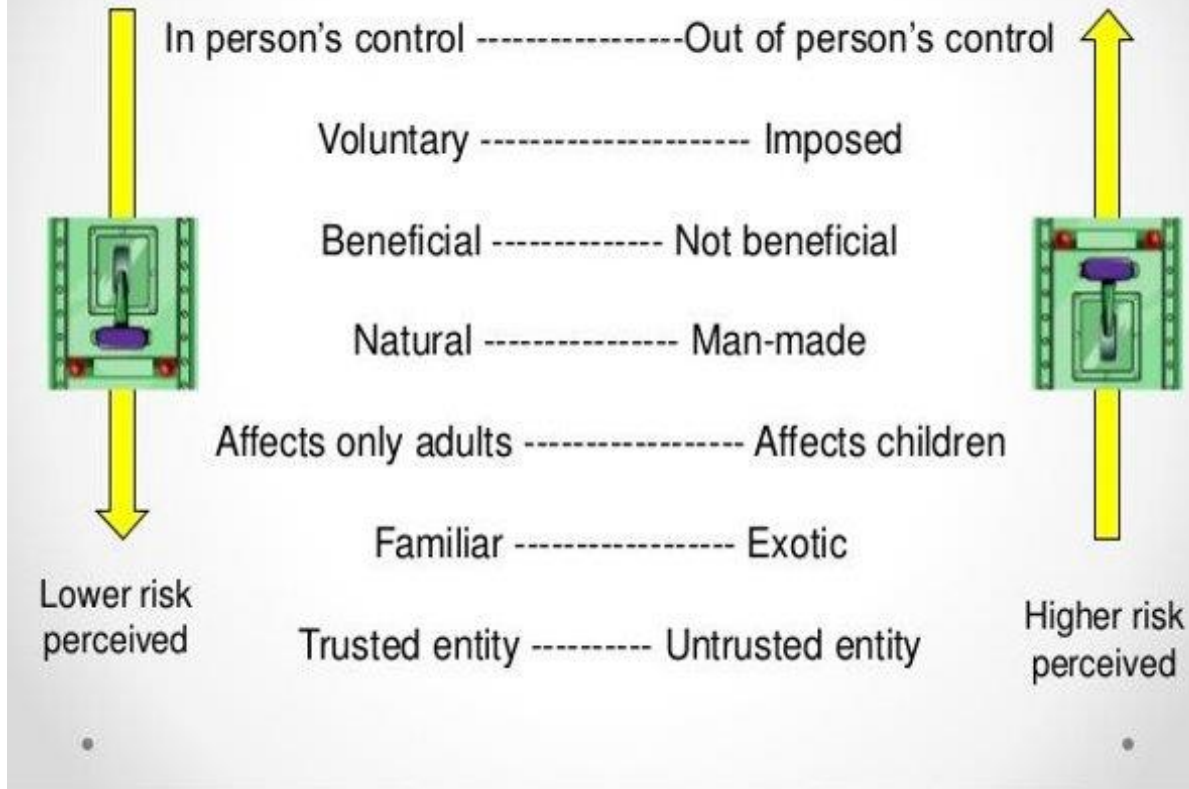 In person's control -----------------Out of person's control
Voluntary ---------------------- Imposed
Beneficial -------------- Not beneficial
Natural ---------------- Man-made
Affects only adults ------------------ Affects children
Familiar ------------------ Exotic
Lower risk
perceived
Trusted entity ---------- Untrusted entity
Higher risk
perceived